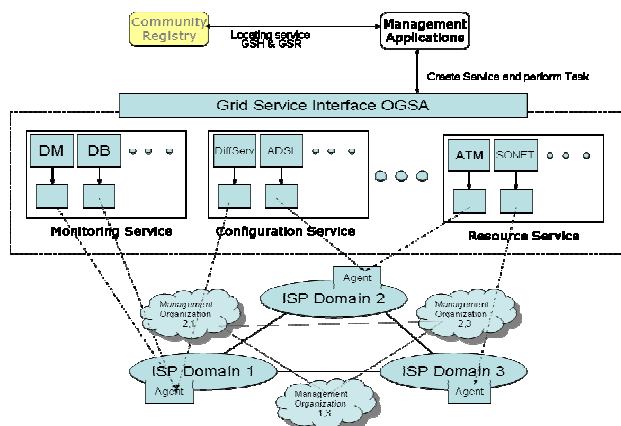 Community
Registry
Locating service
GSH & GSR
Management
Applications
Create Service and perform Task
Grid Service Interface OGSA
DM
DB
DiffServ
ADSL
ATM
SONET
Monitoring Service
Configuration Service
Resource Service
Agent
ISP Domain 2
Management
Organization
2,1
Management
Organization
2,3
ISP Domain 1
Agent
ISP Domain 3
Agent
Management
Organization
1,3